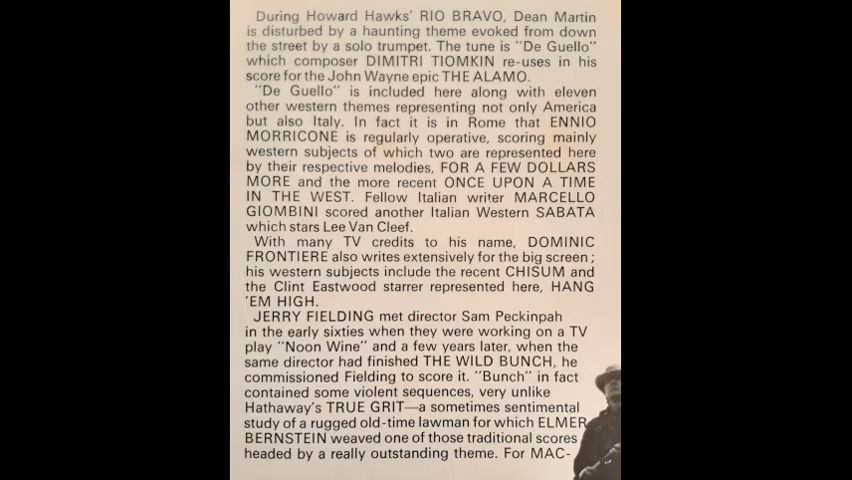 During Howard Hawks' RIO BRAVO, Dean Martin
is disturbed by a haunting theme evoked from down
the street by a solo trumpet. The tune is "De Guello"
which composer DIMITRI TIOMKIN re-uses in his
score for the John Wayne epic THE ALAMO.
"De Guello" is included here along with eleven
other western themes representing not only America
but also Italy. In fact it is in Rome that ENNIO
MORRICONE is regularly operative, scoring mainly
western subjects of which two are represented here
by their respective melodies, FOR A FEW DOLLARS
MORE and the more recent ONCE UPON A TIME
IN THE WEST. Fellow Italian writer MARCELLO
GIOMBINI scored another Italian Western SABATA
which stars Lee Van Cleef.
With many TV credits to his name, DOMINIC
FRONTIERE also writes extensively for the big screen;
his western subjects include the recent CHISUM and
the Clint Eastwood starrer represented here, HANG
'EM HIGH.
JERRY FIELDING met director Sam Peckinpah
in the early sixties when they were working on a TV
play "Noon Wine" and a few years later, when the
same director had finished THE WILD BUNCH, he
commissioned Fielding to score it. "Bunch" in fact
contained some violent sequences, very unlike
Hathaway's TRUE GRIT—a sometimes sentimental
study of a rugged old-time lawman for which ELMER
BERNSTEIN weaved one of those traditional scores
headed by a really outstanding theme. For MAC-